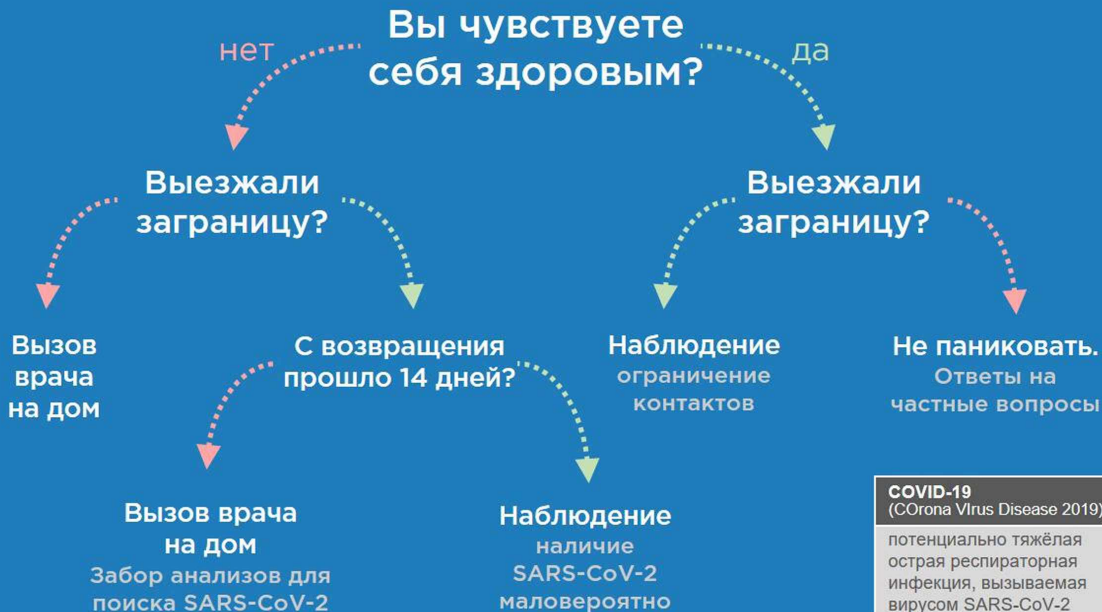 Вы чувствуете
себя здоровым?
нет
да
Выезжали
заграницу?
Выезжали
заграницу?
Вызов
врача
на дом
С возвращения
прошло 14 дней?
Наблюдение
ограничение
контактов
Не паниковать.
Ответы на
частные вопросы
Вызов врача
на дом
Забор анализов для
поиска SARS-CoV-2
Наблюдение
наличие
SARS-CoV-2
маловероятно
COVID-19
(COrona VIrus Disease 2019)
потенциально тяжёлая
острая респираторная
инфекция, вызываемая
вирусом SARS-CoV-2